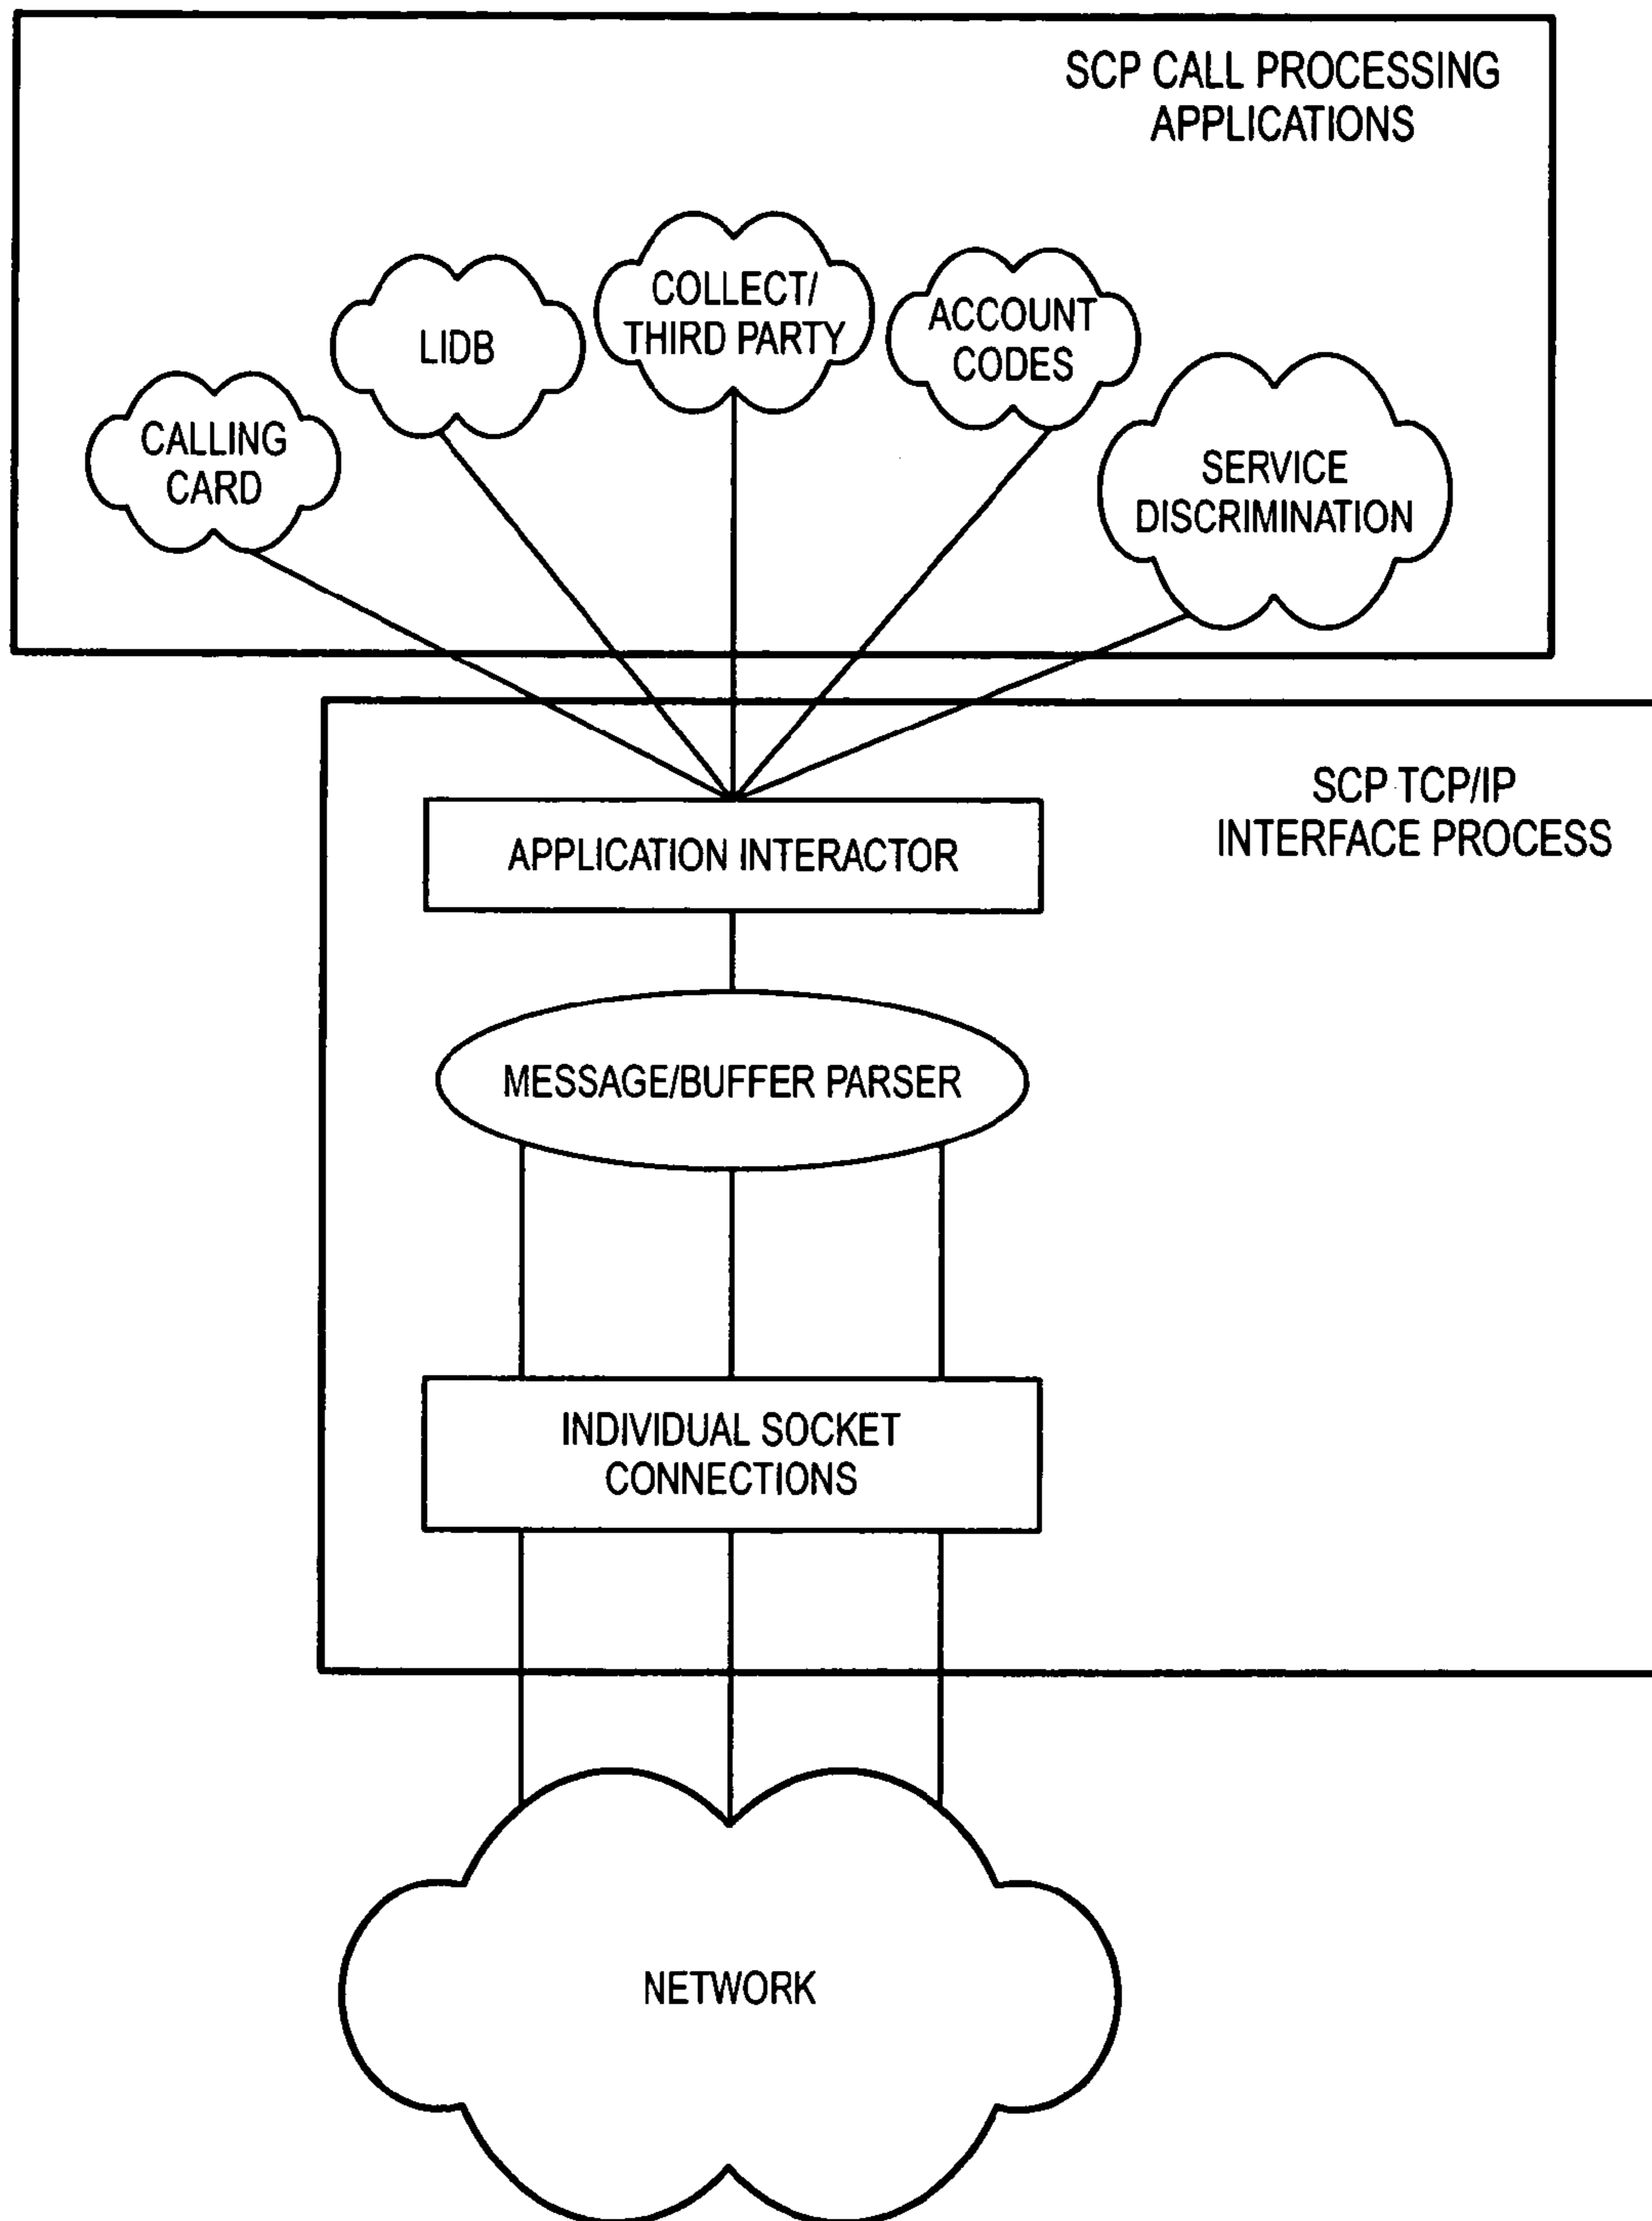 SCP CALL PROCESSING
APPLICATIONS
COLLECT/
THIRD PARTY
LIDB
ACCOUNT
CODES
CALLING
CARD
SERVICE
DISCRIMINATION
SCP TCP/IP
INTERFACE PROCESS
APPLICATION INTERACTOR
MESSAGE/BUFFER PARSER
INDIVIDUAL SOCKET
CONNECTIONS
NETWORK